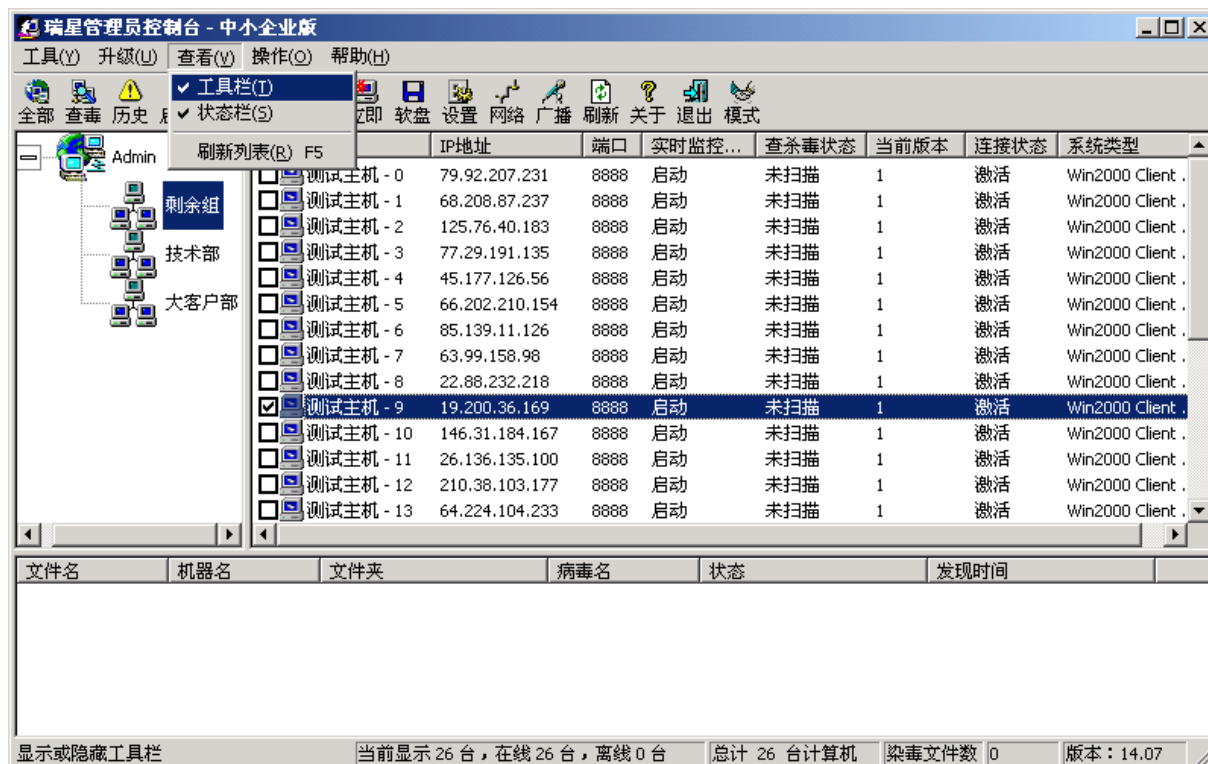 瑞星管理员控制台 - 中小企业版
工具(Y) 升级(U) 查看(V) 操作(O) 帮助(H)
工具栏(T)
状态栏(S)
刷新列表(R) F5
全部 查毒 历史 立即 软盘 设置 网络 广播 刷新 关于 退出 模式
Admin
剩余组
技术部
大客户部
IP地址 端口 实时监控... 查杀毒状态 当前版本 连接状态 系统类型
测试主机 - 0 79.92.207.231 8888 启动 未扫描 1 激活 Win2000 Client .
测试主机 - 1 68.208.87.237 8888 启动 未扫描 1 激活 Win2000 Client .
测试主机 - 2 125.76.40.183 8888 启动 未扫描 1 激活 Win2000 Client .
测试主机 - 3 77.29.191.135 8888 启动 未扫描 1 激活 Win2000 Client .
测试主机 - 4 45.177.126.56 8888 启动 未扫描 1 激活 Win2000 Client .
测试主机 - 5 66.202.210.154 8888 启动 未扫描 1 激活 Win2000 Client .
测试主机 - 6 85.139.11.126 8888 启动 未扫描 1 激活 Win2000 Client .
测试主机 - 7 63.99.158.98 8888 启动 未扫描 1 激活 Win2000 Client .
测试主机 - 8 22.88.232.218 8888 启动 未扫描 1 激活 Win2000 Client .
测试主机 - 9 19.200.36.169 8888 启动 未扫描 1 激活 Win2000 Client .
测试主机 - 10 146.31.184.167 8888 启动 未扫描 1 激活 Win2000 Client .
测试主机 - 11 26.136.135.100 8888 启动 未扫描 1 激活 Win2000 Client .
测试主机 - 12 210.38.103.177 8888 启动 未扫描 1 激活 Win2000 Client .
测试主机 - 13 64.224.104.233 8888 启动 未扫描 1 激活 Win2000 Client .
文件名 机器名 文件夹 病毒名 状态 发现时间
显示或隐藏工具栏 当前显示 26 台，在线 26 台，离线 0 台 总计 26 台计算机 染毒文件数 0 版本：14.07